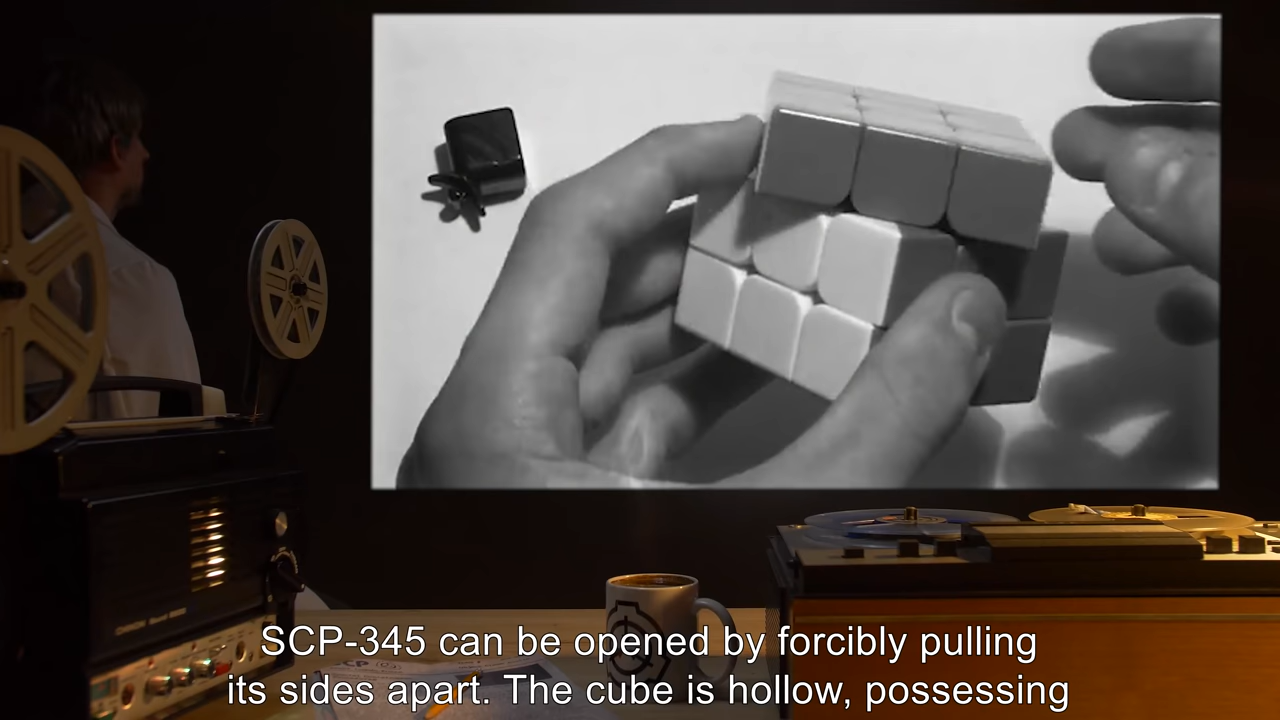 SCP-345 can be opened by forcibly pulling
its sides apart. The cube is hollow, possessing